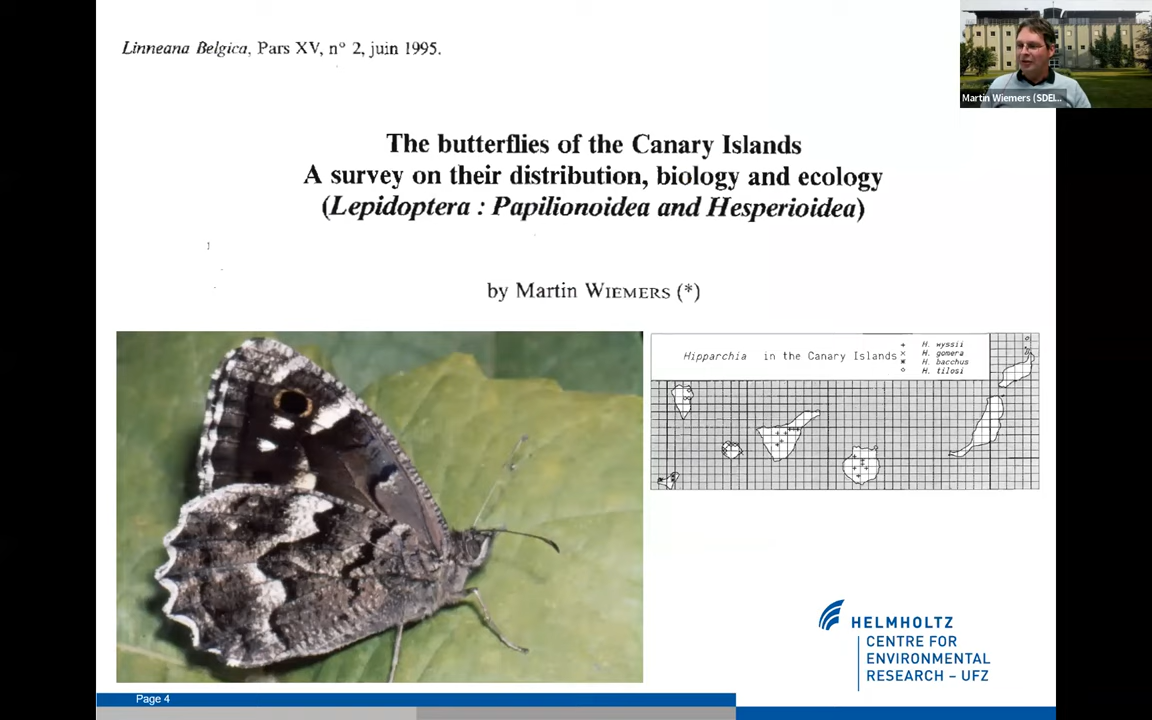 Linneana Belgica, Pars XV, n° 2, juin 1995.
Martin Wiemers (SDEI...
The butterflies of the Canary Islands
A survey on their distribution, biology and ecology
(Lepidoptera : Papilionoidea and Hesperioidea)
by Martin WIEMERS (*)
Hipparchia in the Canary Islands
+ H. wyssii
× H. gomera
* H. bacchus
◇ H. tilosi
HELMHOLTZ
CENTRE FOR
ENVIRONMENTAL
RESEARCH – UFZ
Page 4